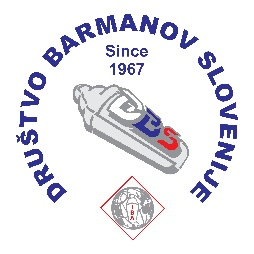 DRUŠTVO BARMANOV SLOVENIJE
Since
1967
DBS
IBA